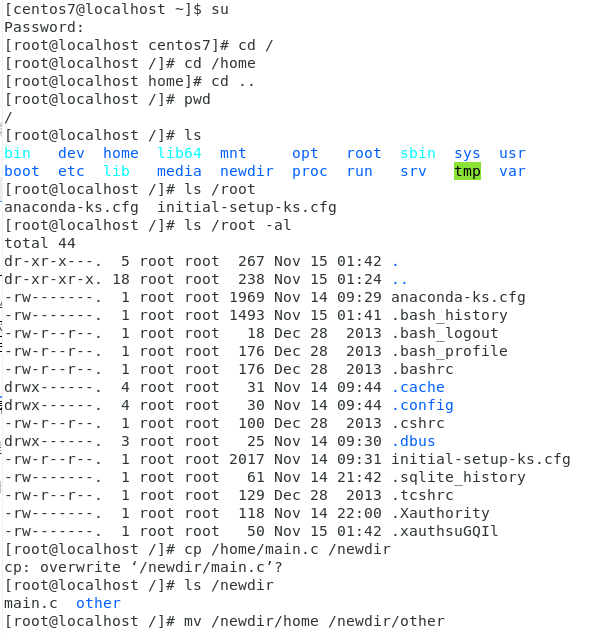 [centos7@localhost ~]$ su
Password:
[root@localhost centos7]# cd /
[root@localhost /]# cd /home
[root@localhost home]# cd ..
[root@localhost /]# pwd
/
[root@localhost /]# ls
bin   dev  home  lib64  mnt     opt   root  sbin  sys  usr
boot  etc  lib   media  newdir  proc  run   srv   tmp  var
[root@localhost /]# ls /root
anaconda-ks.cfg  initial-setup-ks.cfg
[root@localhost /]# ls /root -al
total 44
dr-xr-x---.  5 root root  267 Nov 15 01:42 .
dr-xr-xr-x. 18 root root  238 Nov 15 01:24 ..
-rw-------.  1 root root 1969 Nov 14 09:29 anaconda-ks.cfg
-rw-------.  1 root root 1493 Nov 15 01:41 .bash_history
-rw-r--r--.  1 root root   18 Dec 28  2013 .bash_logout
-rw-r--r--.  1 root root  176 Dec 28  2013 .bash_profile
-rw-r--r--.  1 root root  176 Dec 28  2013 .bashrc
drwx------.  4 root root   31 Nov 14 09:44 .cache
drwx------.  4 root root   30 Nov 14 09:44 .config
-rw-r--r--.  1 root root  100 Dec 28  2013 .cshrc
drwx------.  3 root root   25 Nov 14 09:30 .dbus
-rw-r--r--.  1 root root 2017 Nov 14 09:31 initial-setup-ks.cfg
-rw-------.  1 root root   61 Nov 14 21:42 .sqlite_history
-rw-r--r--.  1 root root  129 Dec 28  2013 .tcshrc
-rw-------.  1 root root  118 Nov 14 22:00 .Xauthority
-rw-------.  1 root root   50 Nov 15 01:42 .xauthsuGQIl
[root@localhost /]# cp /home/main.c /newdir
cp: overwrite ‘/newdir/main.c’?
[root@localhost /]# ls /newdir
main.c  other
[root@localhost /]# mv /newdir/home /newdir/other